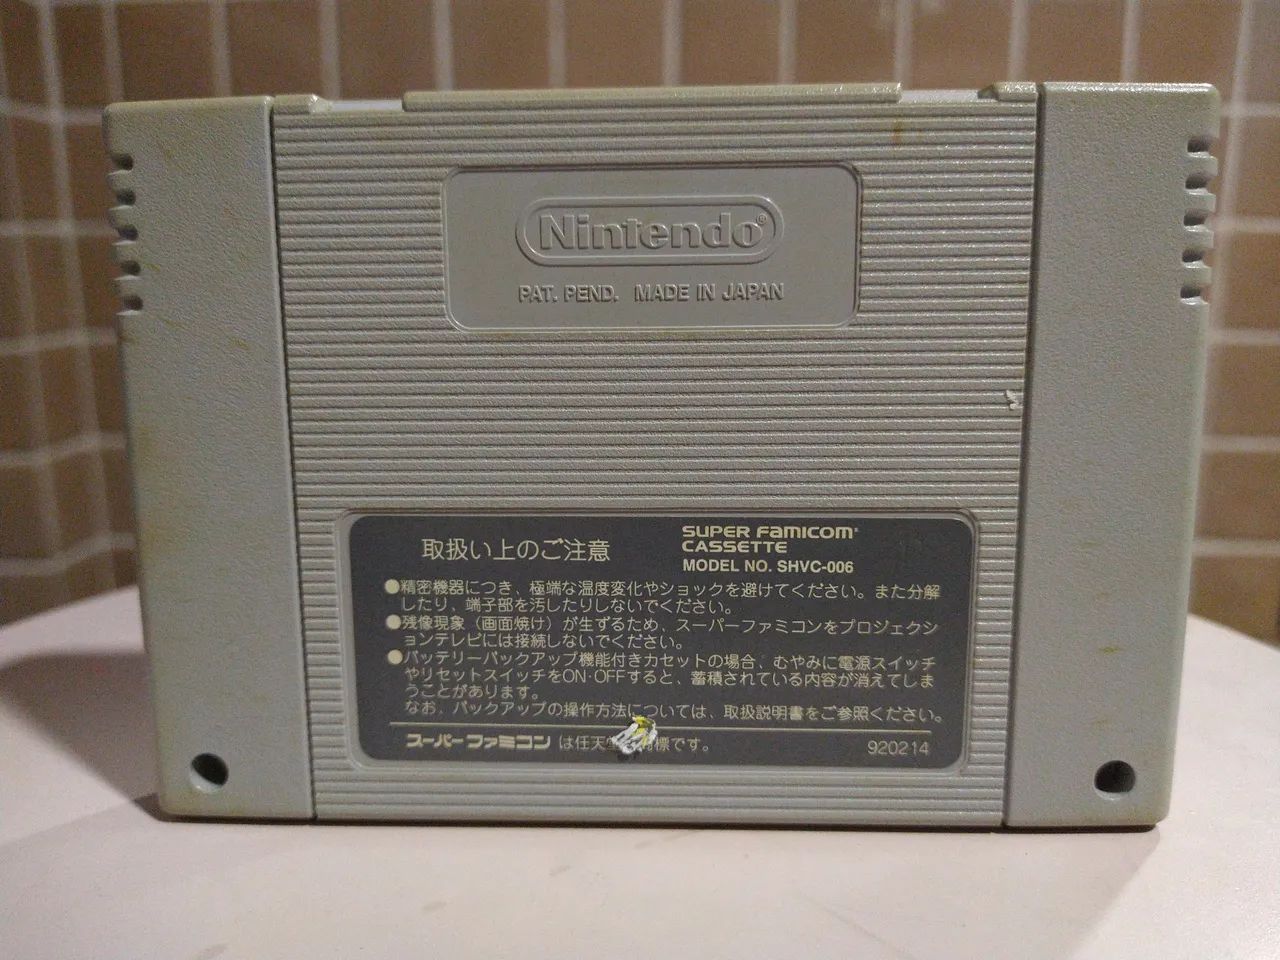 Nintendo®
PAT. PEND. MADE IN JAPAN
取扱い上のご注意
SUPER FAMICOM
CASSETTE
MODEL NO. SHVC-006
●精密機器につき、極端な温度変化やショックを避けてください。また分解
したり、端子部を汚したりしないでください。
●残像現象（画面焼け）が生ずるため、スーパーファミコンをプロジェクシ
ョンテレビには接続しないでください。
●バッテリーバックアップ機能付きカセットの場合、むやみに電源スイッチ
やリセットスイッチをON·OFFすると、蓄積されている内容が消えてしま
うことがあります。
なお、バックアップの操作方法については、取扱説明書をご参照ください。
スーパーファミコン は任天 標です。
920214